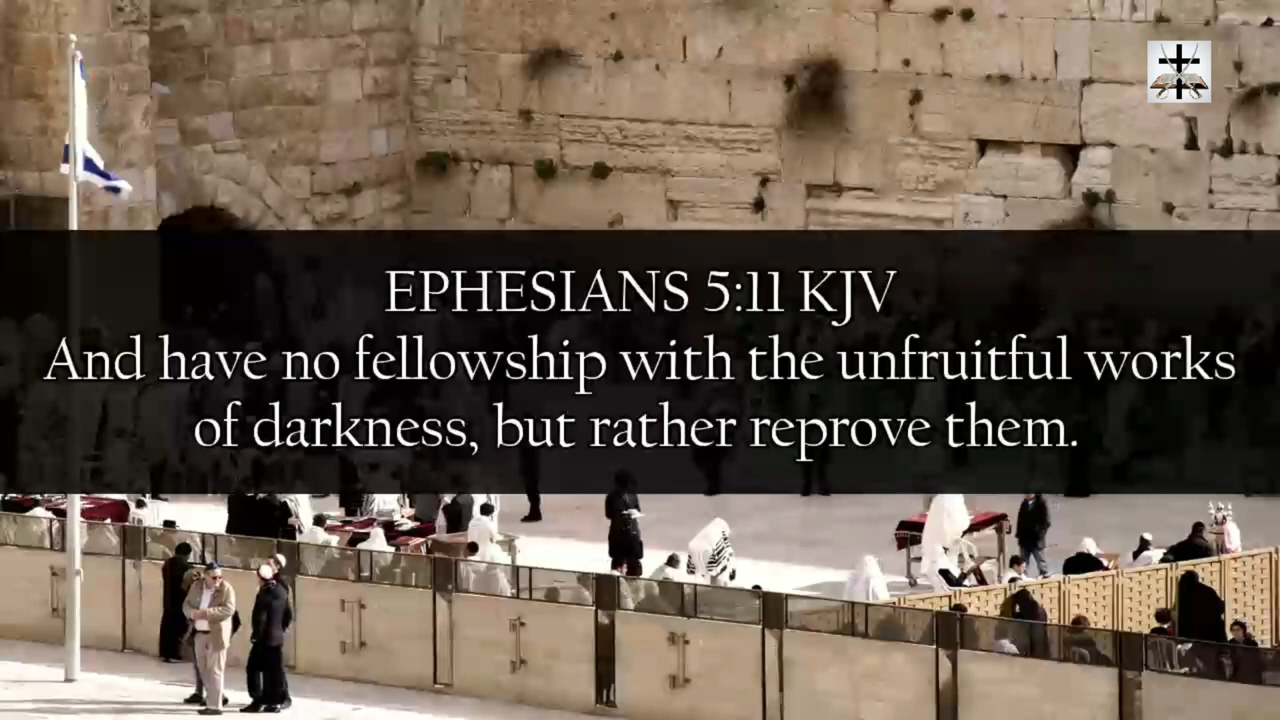 EPHESIANS 5:11 KJV
And have no fellowship with the unfruitful works
of darkness, but rather reprove them.